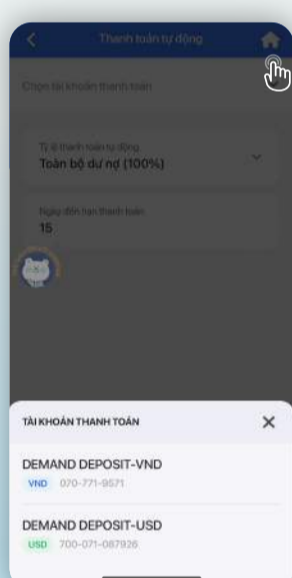 Thanh toán tự động
Chọn tài khoản thanh toán
Tỷ lệ thanh toán tự động
Toàn bộ dư nợ (100%)
Ngày đến hạn thanh toán
15
TÀI KHOẢN THANH TOÁN
DEMAND DEPOSIT-VND
VND 070-771-9571
DEMAND DEPOSIT-USD
USD 700-071-087926